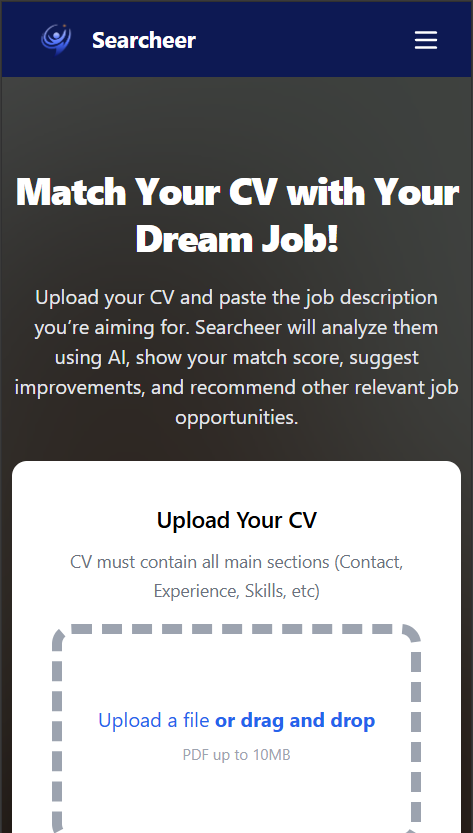 Searcheer
Match Your CV with Your
Dream Job!
Upload your CV and paste the job description
you’re aiming for. Searcheer will analyze them
using AI, show your match score, suggest
improvements, and recommend other relevant job
opportunities.
Upload Your CV
CV must contain all main sections (Contact,
Experience, Skills, etc)
Upload a file or drag and drop
PDF up to 10MB